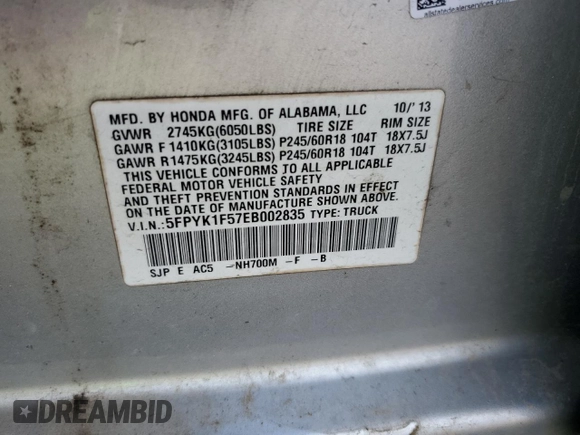 allstatedealerservices.com
MFD. BY HONDA MFG. OF ALABAMA, LLC 10/'13
GVWR 2745KG(6050LBS) TIRE SIZE RIM SIZE
GAWR F 1410KG(3105LBS) P245/60R18 104T 18X7.5J
GAWR R1475KG(3245LBS) P245/60R18 104T 18X7.5J
THIS VEHICLE CONFORMS TO ALL APPLICABLE
FEDERAL MOTOR VEHICLE SAFETY
AND THEFT PREVENTION STANDARDS IN EFFECT
ON THE DATE OF MANUFACTURE SHOWN ABOVE.
V.I.N.: 5FPYK1F57EB002835 TYPE: TRUCK
SJP E AC5 -NH700M -F -B
DREAMBID